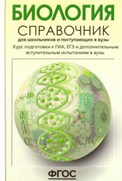 БИОЛОГИЯ
СПРАВОЧНИК
для школьников и поступающих в вузы
Курс подготовки к ГИА, ЕГЭ и дополнительным
вступительным испытаниям в вузы
ФГОС